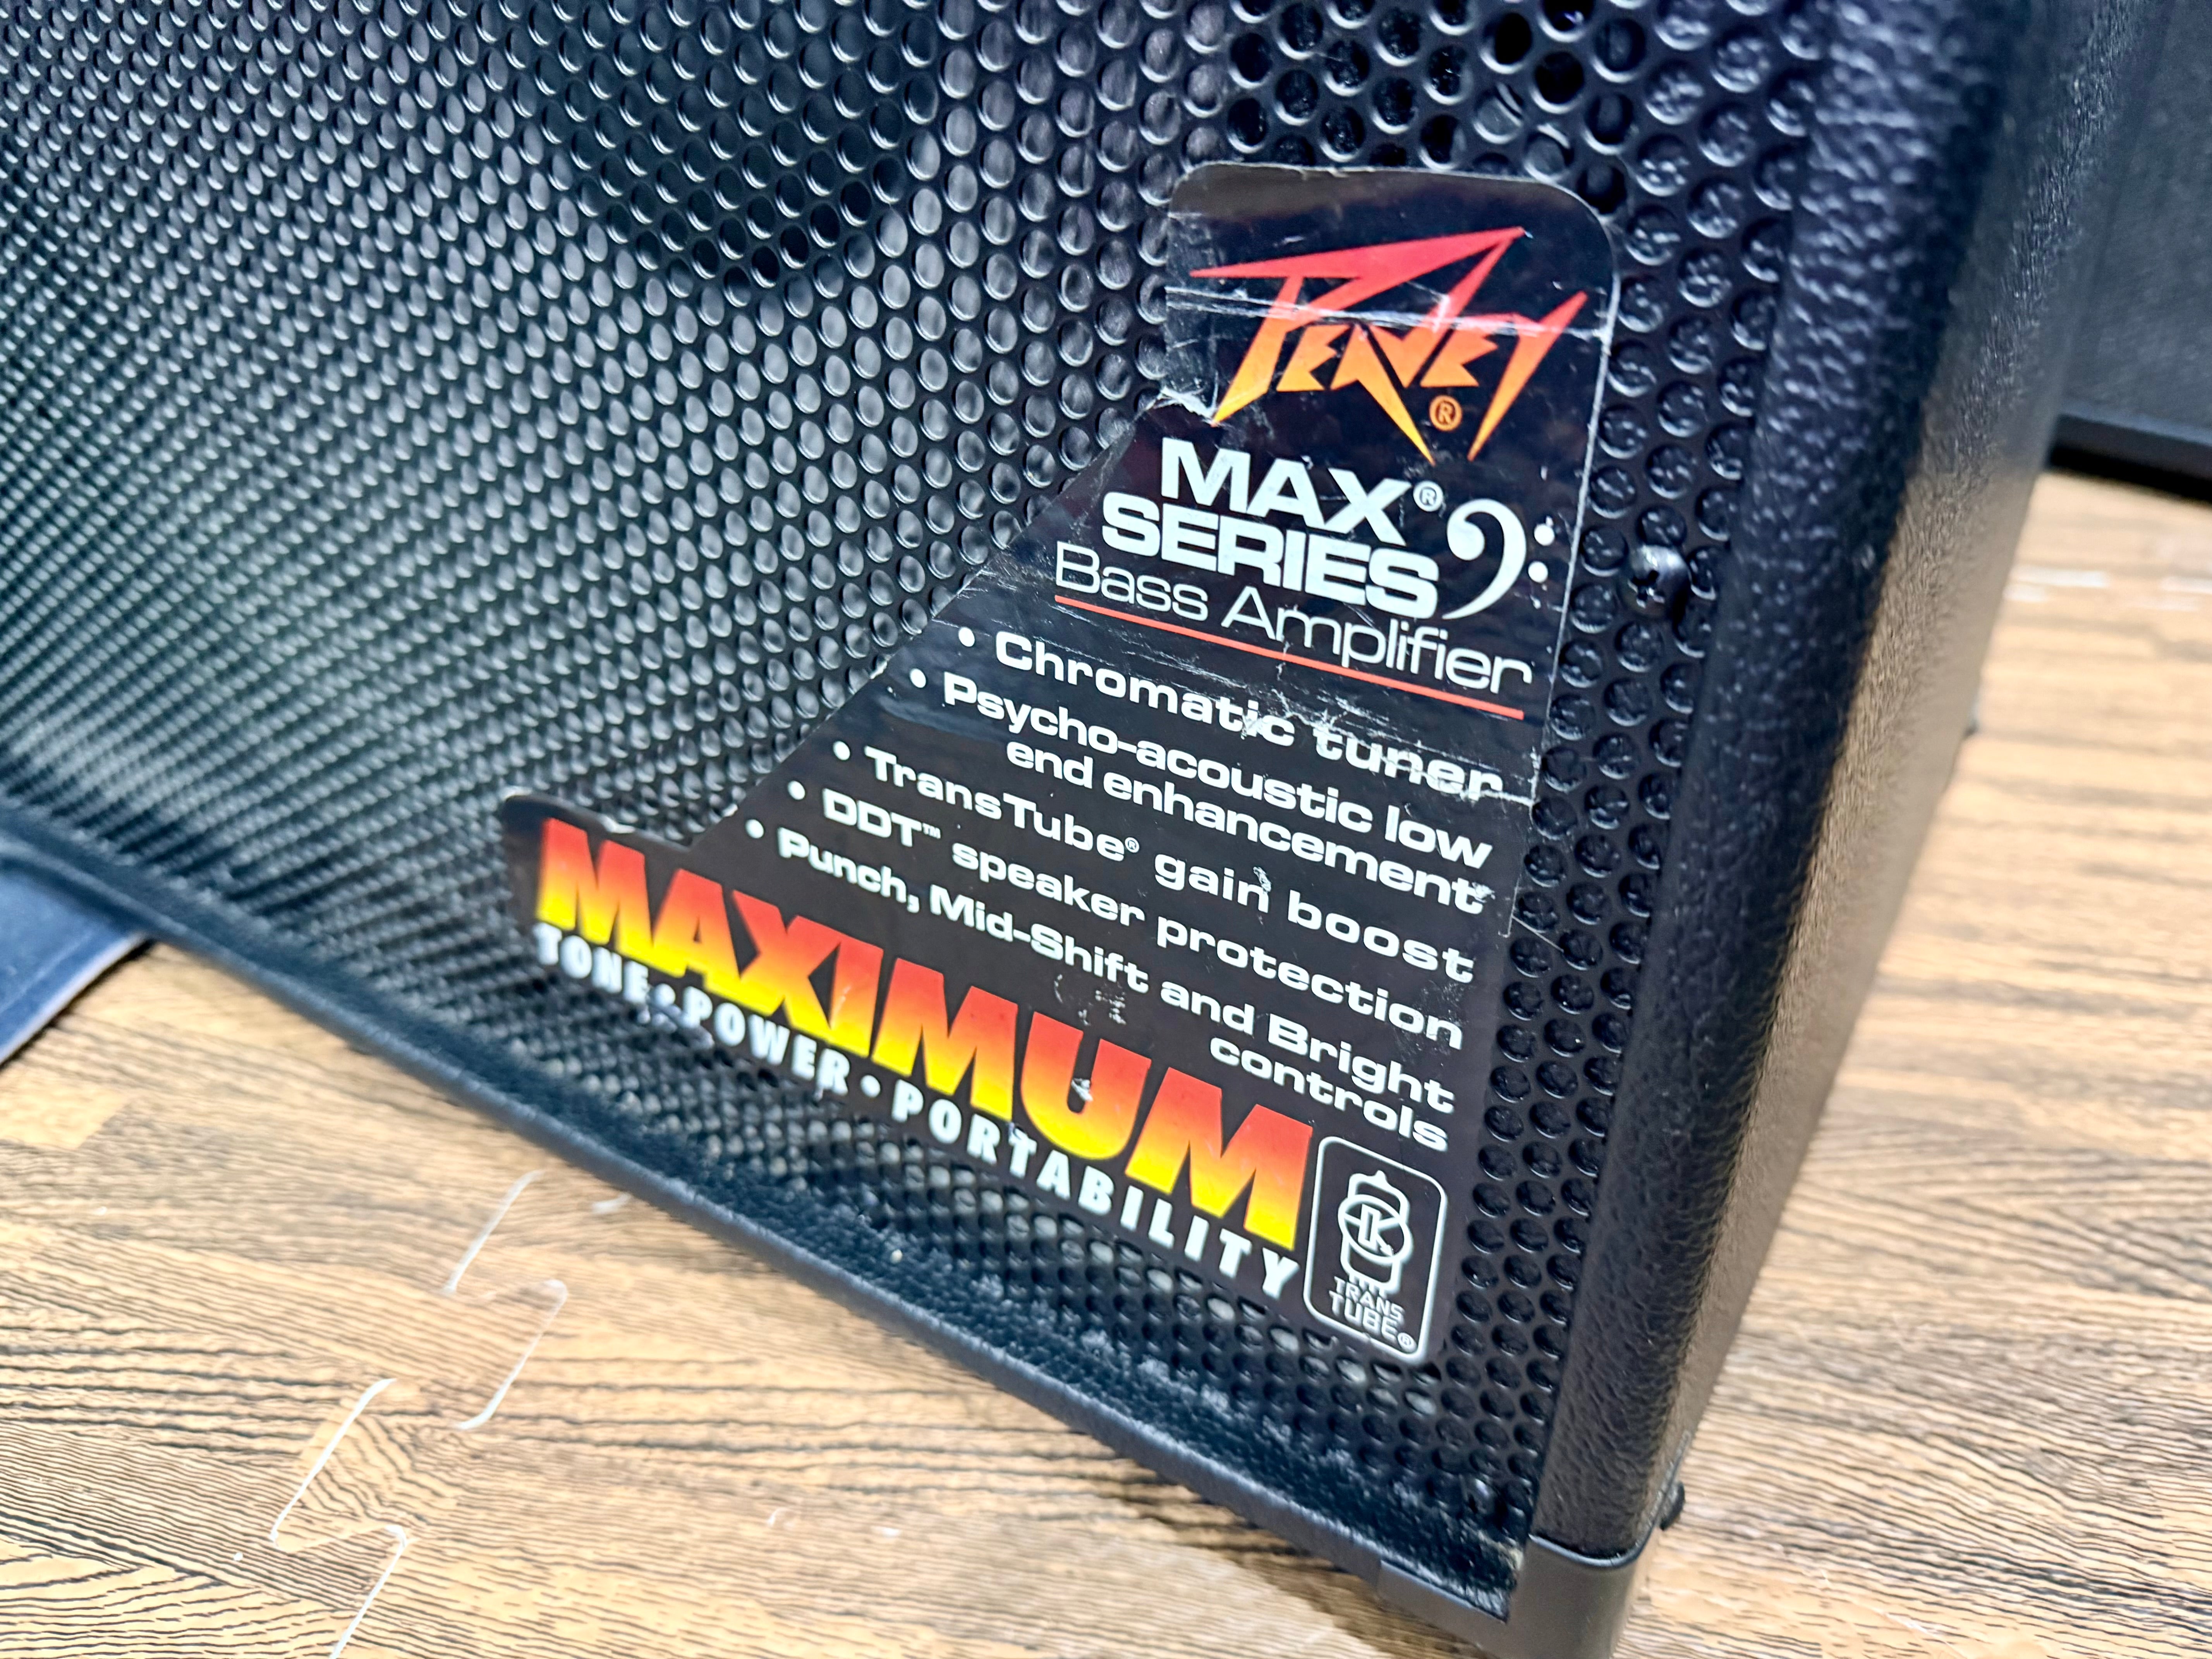 PEAVEY®
MAX®
SERIES
Bass Amplifier
• Chromatic tuner
• Psycho-acoustic low
end enhancement
• TransTube® gain boost
• DDT™ speaker protection
• Punch, Mid-Shift and Bright
controls
MAXIMUM
TONE • POWER • PORTABILITY
TRANS
TUBE®